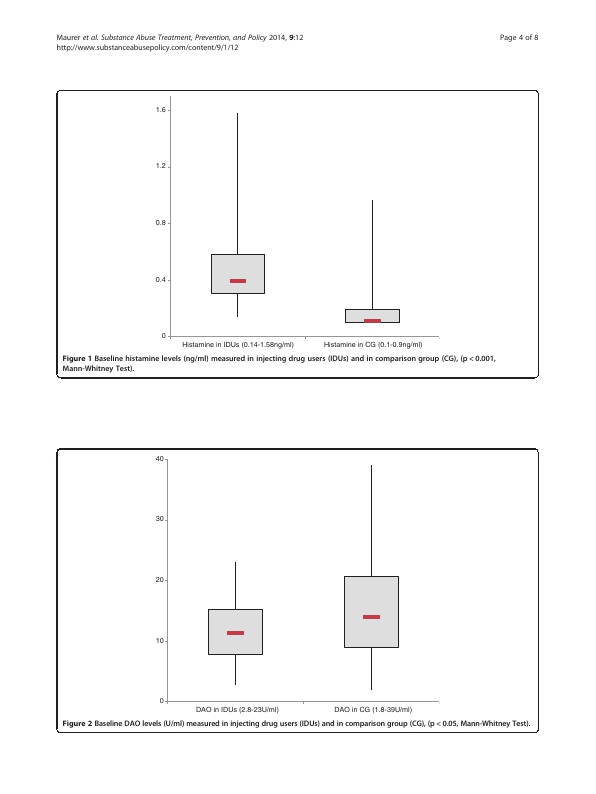 Maurer et al. Substance Abuse Treatment, Prevention, and Policy 2014, 9:12
Page 4 of 8
http://www.substanceabusepolicy.com/content/9/1/12
1.6
1.2
0.8
0.4
0
Histamine in IDUs (0.14-1.58ng/ml)
Histamine in CG (0.1-0.9ng/ml)
Figure 1 Baseline histamine levels (ng/ml) measured in injecting drug users (IDUs) and in comparison group (CG), (p < 0.001,
Mann-Whitney Test).
40
30
20
10
0
DAO in IDUs (2.8-23U/ml)
DAO in CG (1.8-39U/ml)
Figure 2 Baseline DAO levels (U/ml) measured in injecting drug users (IDUs) and in comparison group (CG), (p < 0.05, Mann-Whitney Test).